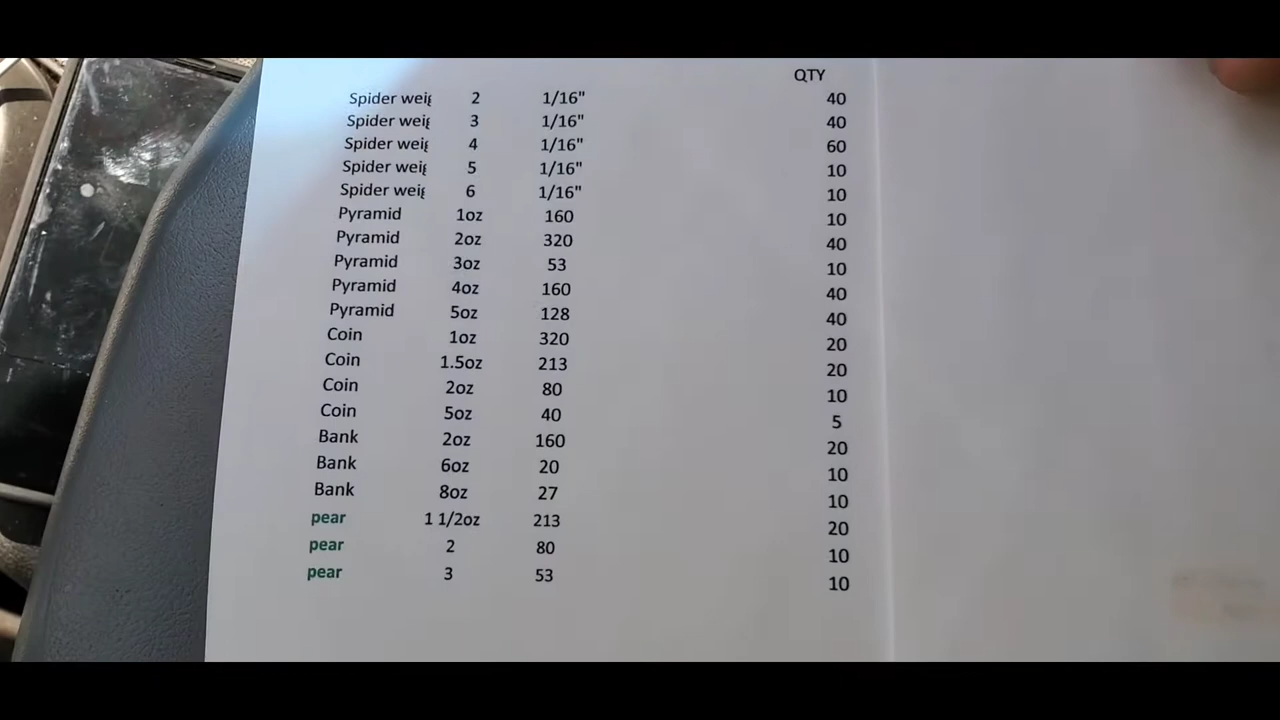 QTY
Spider weig 2 1/16" 40
Spider weig 3 1/16" 40
Spider weig 4 1/16" 60
Spider weig 5 1/16" 10
Spider weig 6 1/16" 10
Pyramid 1oz 160 10
Pyramid 2oz 320 40
Pyramid 3oz 53 10
Pyramid 4oz 160 40
Pyramid 5oz 128 40
Coin 1oz 320 20
Coin 1.5oz 213 20
Coin 2oz 80 10
Coin 5oz 40 5
Bank 2oz 160 20
Bank 6oz 20 10
Bank 8oz 27 10
pear 1 1/2oz 213 20
pear 2 80 10
pear 3 53 10